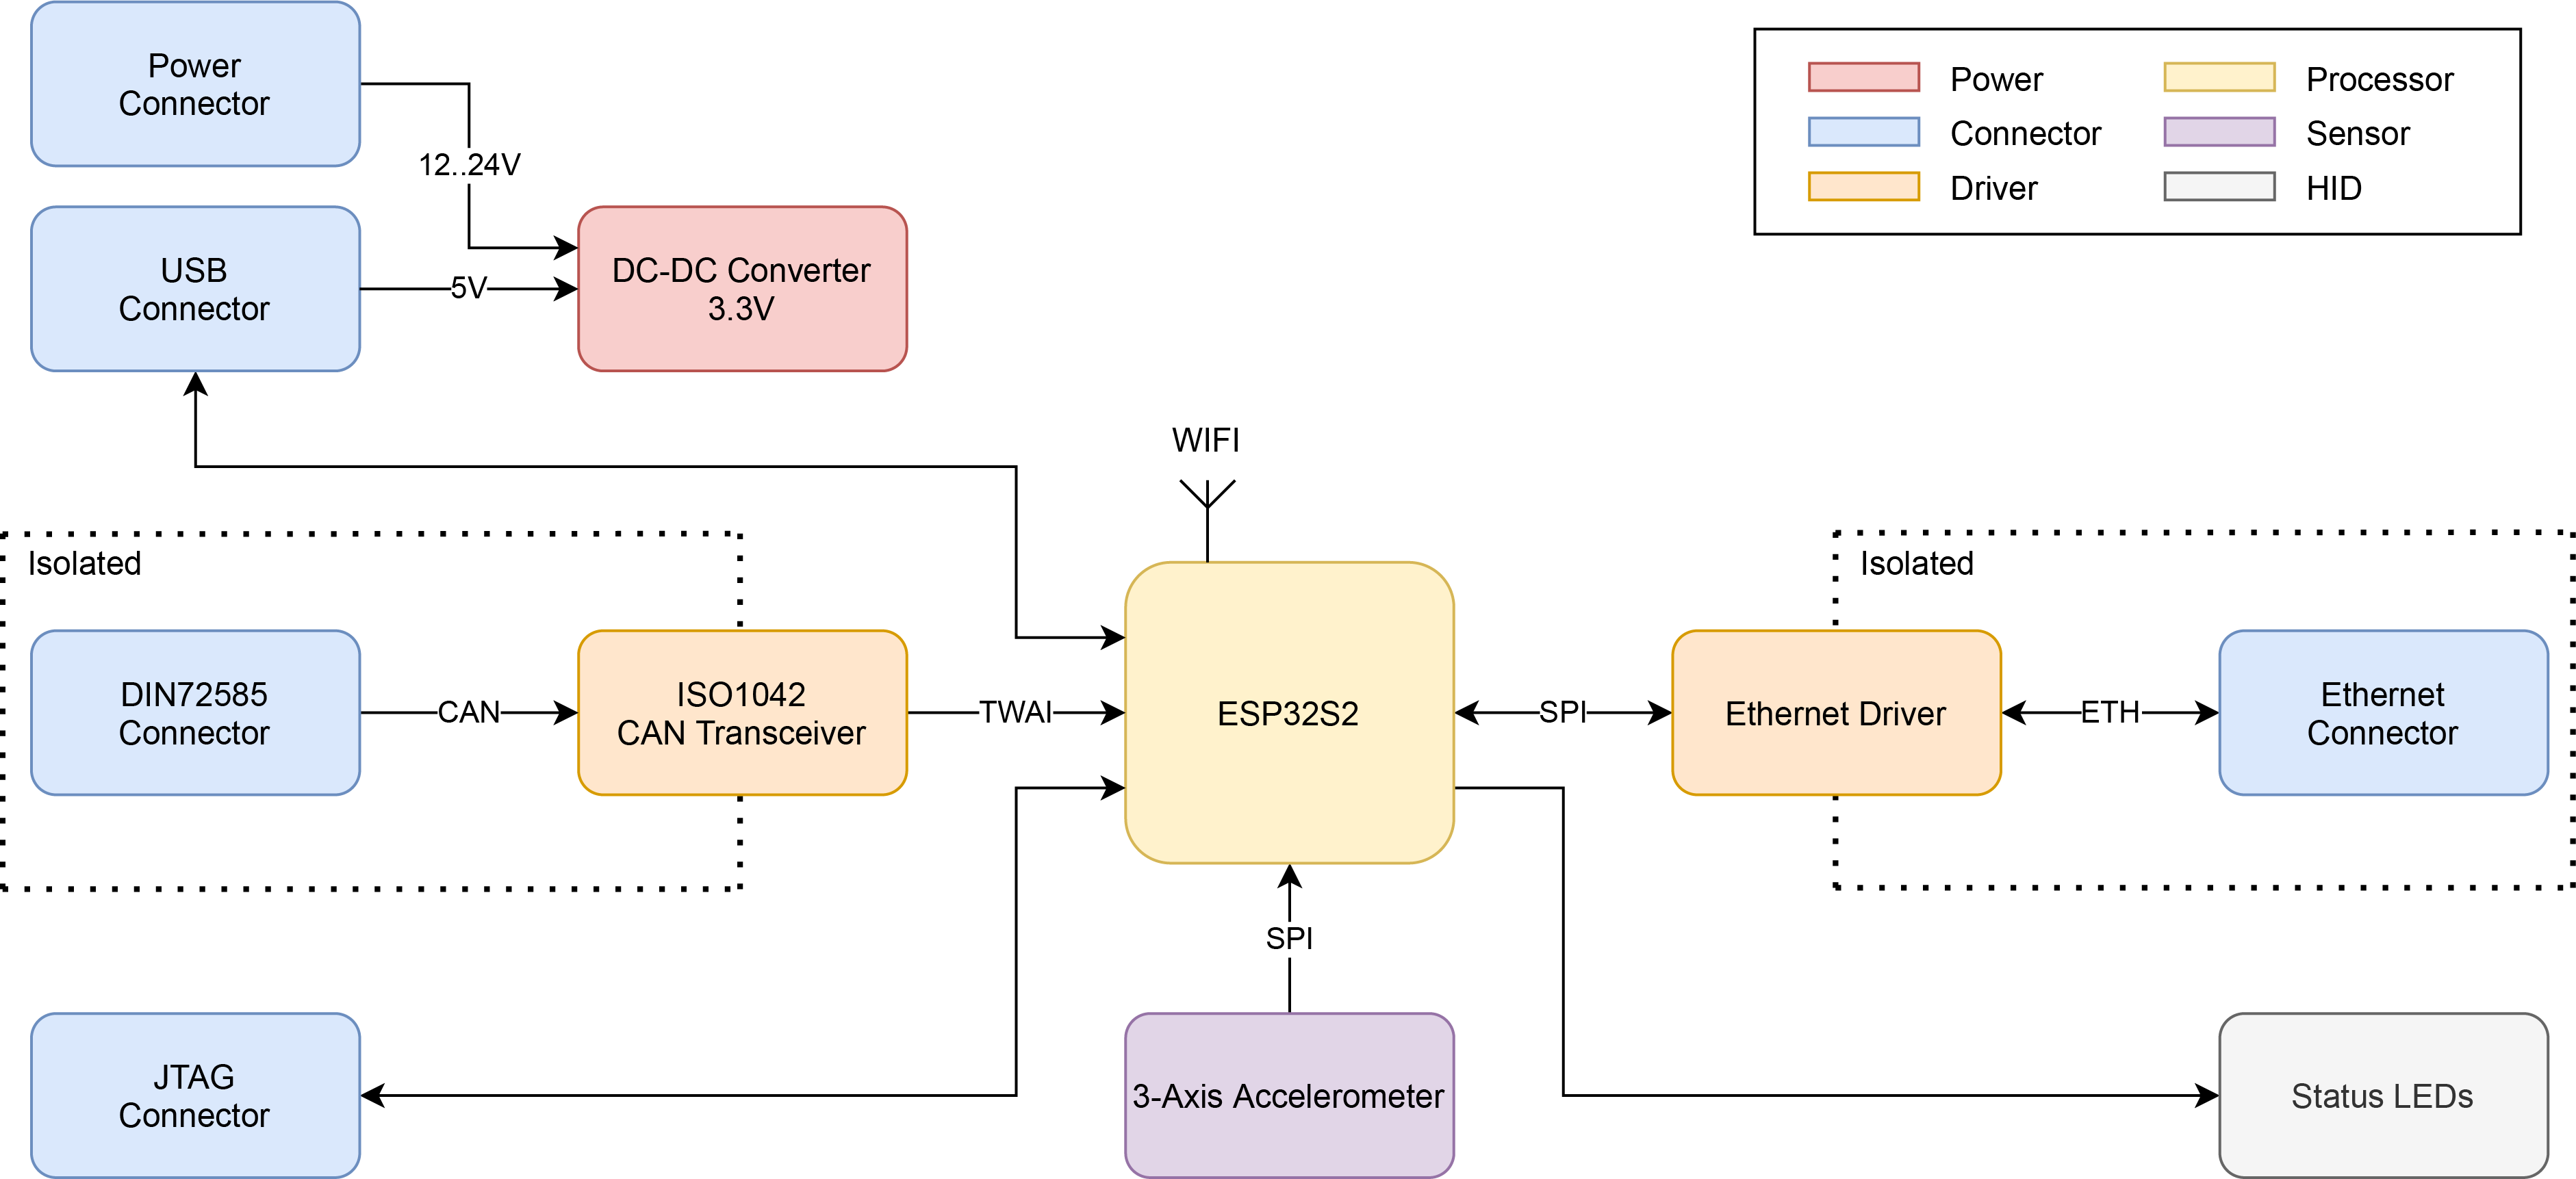 Power
Connector
12..24V
USB
Connector
5V
DC-DC Converter
3.3V
Power
Connector
Driver
Processor
Sensor
HID
WIFI
Isolated
DIN72585
Connector
CAN
ISO1042
CAN Transceiver
TWAI
ESP32S2
SPI
Isolated
Ethernet Driver
ETH
Ethernet
Connector
SPI
JTAG
Connector
3-Axis Accelerometer
Status LEDs